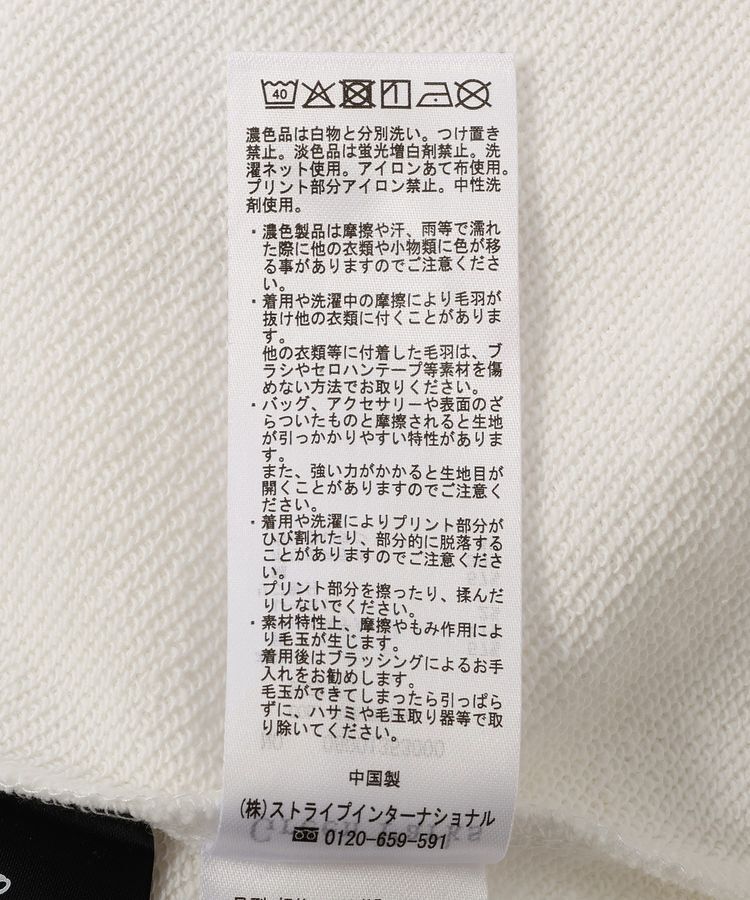 40
濃色品は白物と分別洗い。つけ置き
禁止。淡色品は蛍光増白剤禁止。洗
濯ネット使用。アイロンあて布使用。
プリント部分アイロン禁止。中性洗
剤使用。
・濃色製品は摩擦や汗、雨等で濡れ
た際に他の衣類や小物類に色が移
る事がありますのでご注意くださ
い。
・着用や洗濯中の摩擦により毛羽が
抜け他の衣類に付くことがありま
す。
他の衣類等に付着した毛羽は、ブ
ラシやセロハンテープ等素材を傷
めない方法でお取りください。
・バッグ、アクセサリーや表面のざ
らついたものと摩擦されると生地
が引っかかりやすい特性がありま
す。
また、強い力がかかると生地目が
開くことがありますのでご注意く
ださい。
・着用や洗濯によりプリント部分が
ひび割れたり、部分的に脱落する
ことがありますのでご注意くださ
い。
プリント部分を擦ったり、揉んだ
りしないでください。
・素材特性上、摩擦やもみ作用によ
り毛玉が生じます。
着用後はブラッシングによるお手
入れをお勧めします。
毛玉ができてしまったら引っぱら
ずに、ハサミや毛玉取り器等で取
り除いてください。
中国製
(株)ストライプインターナショナル
0120-659-591